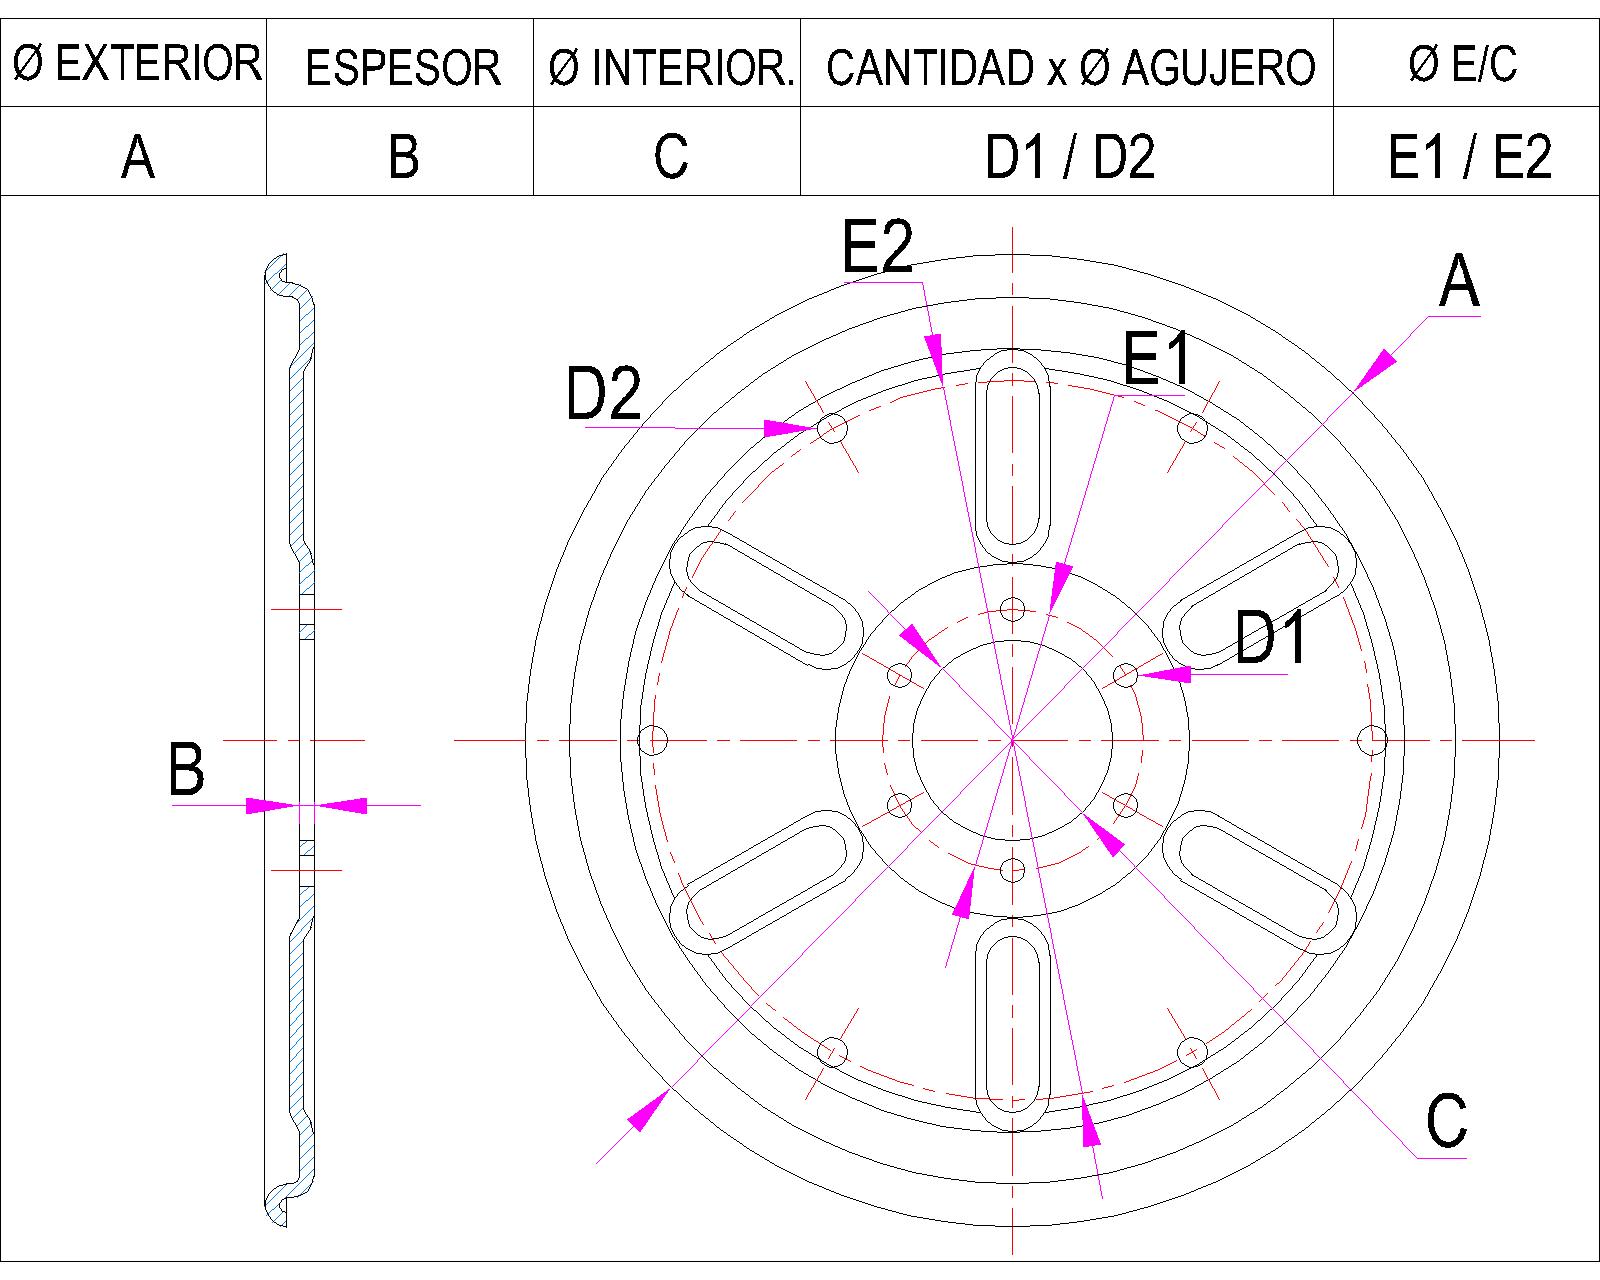 Ø EXTERIOR ESPESOR Ø INTERIOR. CANTIDAD x Ø AGUJERO Ø E/C
A B C D1 / D2 E1 / E2
E2
A
E1
D2
D1
B
C